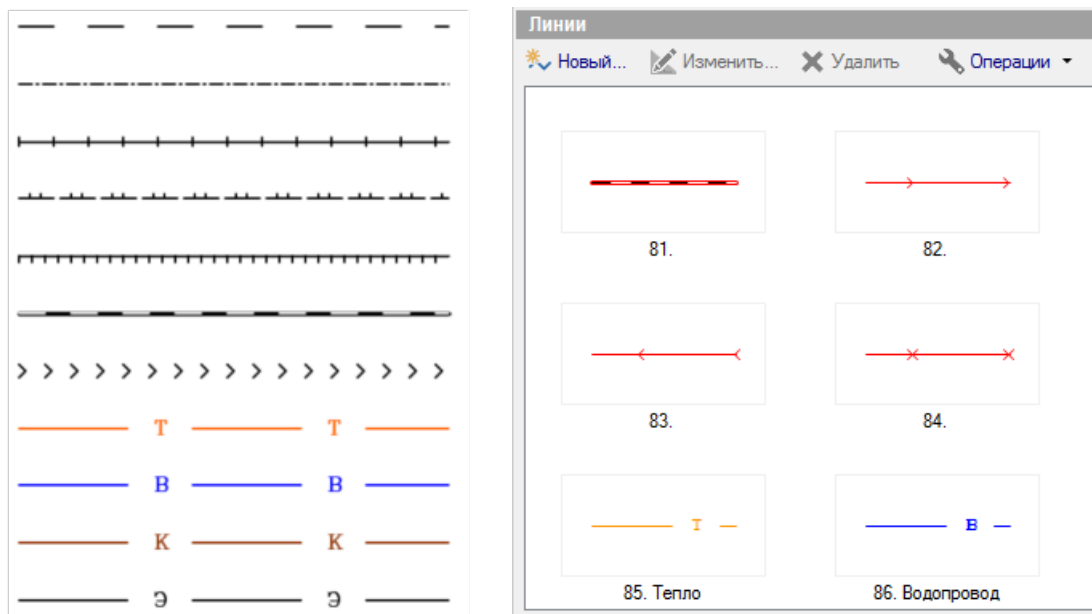 Т Т
В В
К К
Э Э
Линии
Новый... Изменить... Удалить Операции
81. 82.
83. 84.
Т В
85. Тепло 86. Водопровод